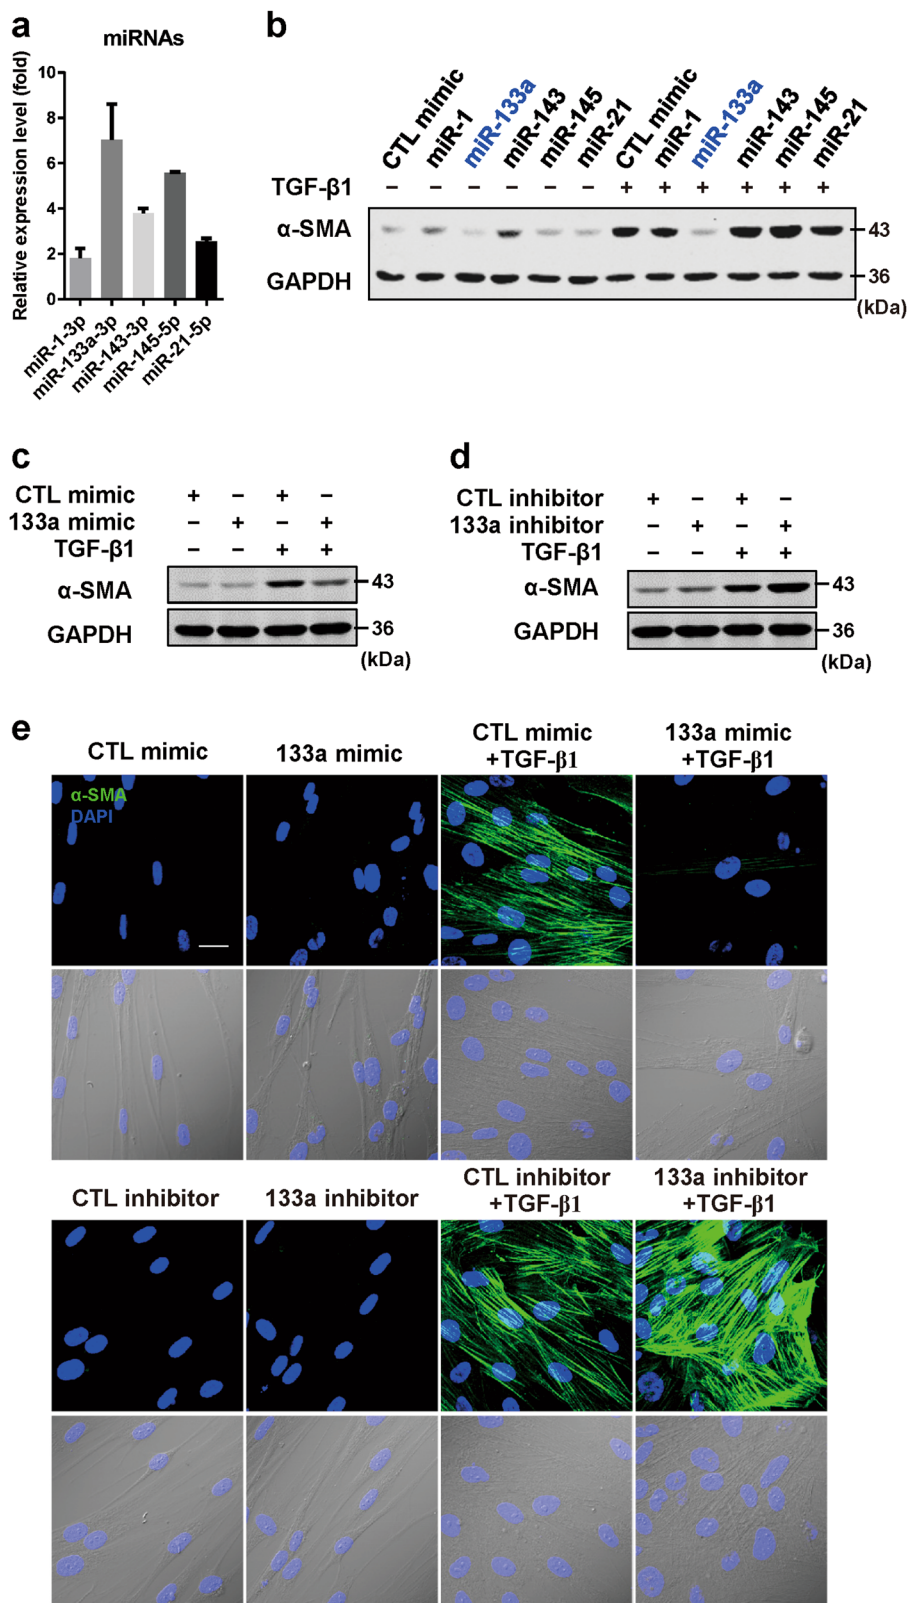 a
miRNAs
Relative expression level (fold)
10
8
6
4
2
0
miR-1-3p
miR-133a-3p
miR-143-3p
miR-145-5p
miR-21-5p
b
CTL mimic miR-1 miR-133a miR-143 miR-145 miR-21 CTL mimic miR-1 miR-133a miR-143 miR-145 miR-21
TGF-β1 − − − − − − + + + + + +
α-SMA 43
GAPDH 36
(kDa)
c
CTL mimic + − + −
133a mimic − + − +
TGF-β1 − − + +
α-SMA 43
GAPDH 36
(kDa)
d
CTL inhibitor + − + −
133a inhibitor − + − +
TGF-β1 − − + +
α-SMA 43
GAPDH 36
(kDa)
e
CTL mimic
133a mimic
CTL mimic
+TGF-β1
133a mimic
+TGF-β1
α-SMA
DAPI
CTL inhibitor
133a inhibitor
CTL inhibitor
+TGF-β1
133a inhibitor
+TGF-β1